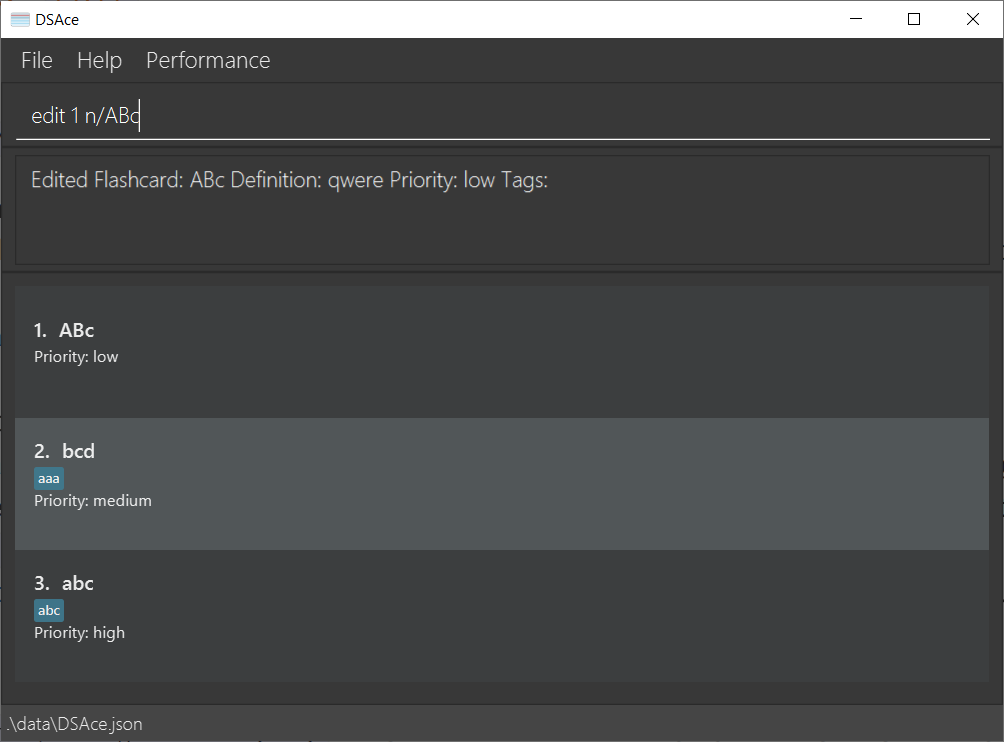 DSAce
File Help Performance
edit 1 n/ABc
Edited Flashcard: ABc Definition: qwere Priority: low Tags:
1. ABc
Priority: low
2. bcd
aaa
Priority: medium
3. abc
abc
Priority: high
.\data\DSAce.json